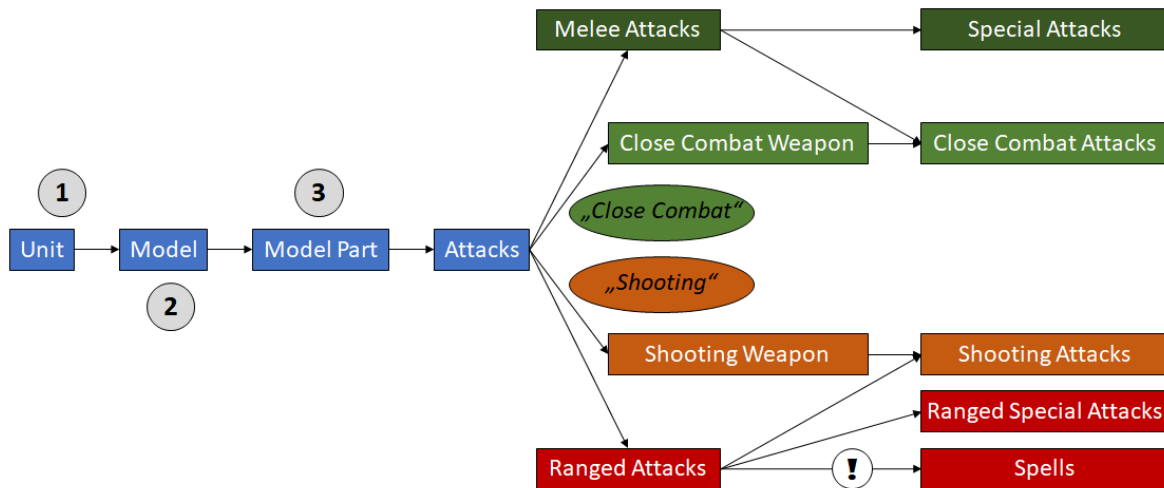 Melee Attacks
Special Attacks
Close Combat Weapon
Close Combat Attacks
1
3
„Close Combat“
Unit
Model
Model Part
Attacks
„Shooting“
2
Shooting Weapon
Shooting Attacks
Ranged Special Attacks
Ranged Attacks
!
Spells